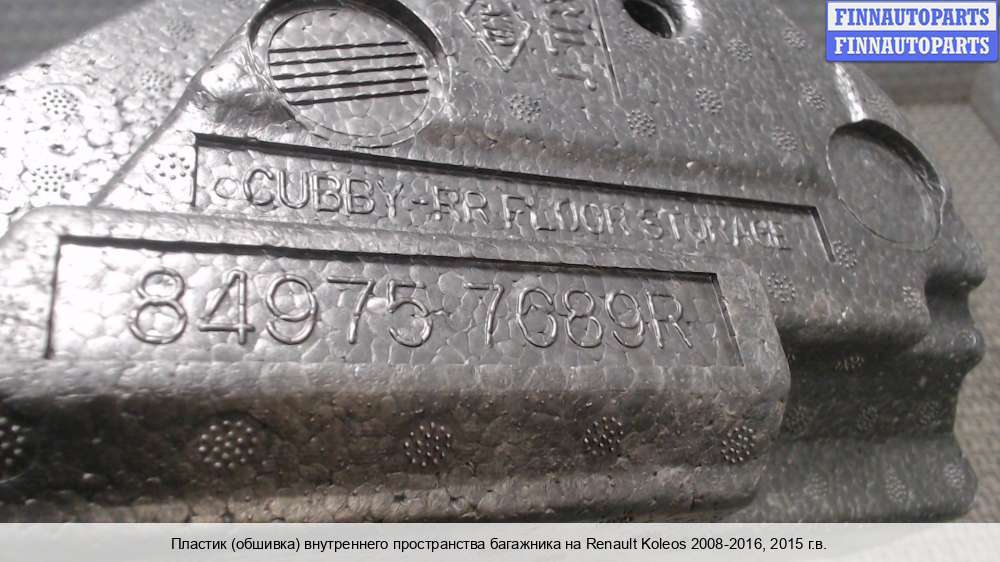 FINNAUTOPARTS
FINNAUTOPARTS
CUBBY-RR FLOOR STORAGE
84975 7689R
Пластик (обшивка) внутреннего пространства багажника на Renault Koleos 2008-2016, 2015 г.в.